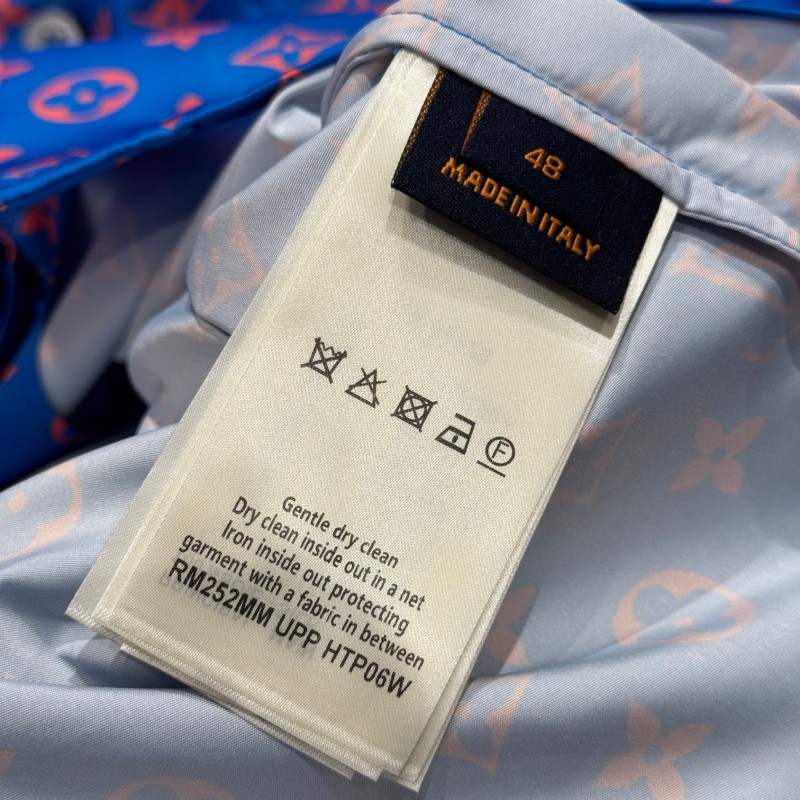 48
MADE IN ITALY
F
Gentle dry clean
Dry clean inside out in a net
Iron inside out protecting
garment with a fabric in between
RM252MM UPP HTP06W